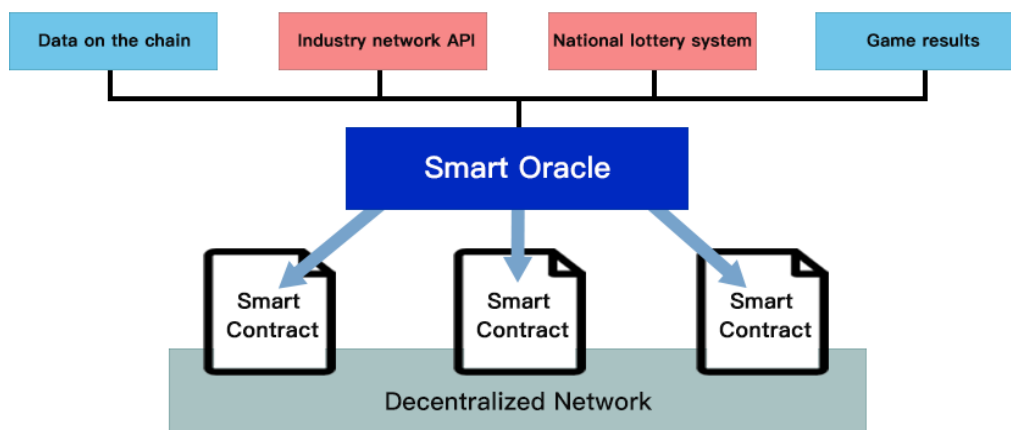 Data on the chain
Industry network API
National lottery system
Game results
Smart Oracle
Smart
Contract
Smart
Contract
Smart
Contract
Decentralized Network